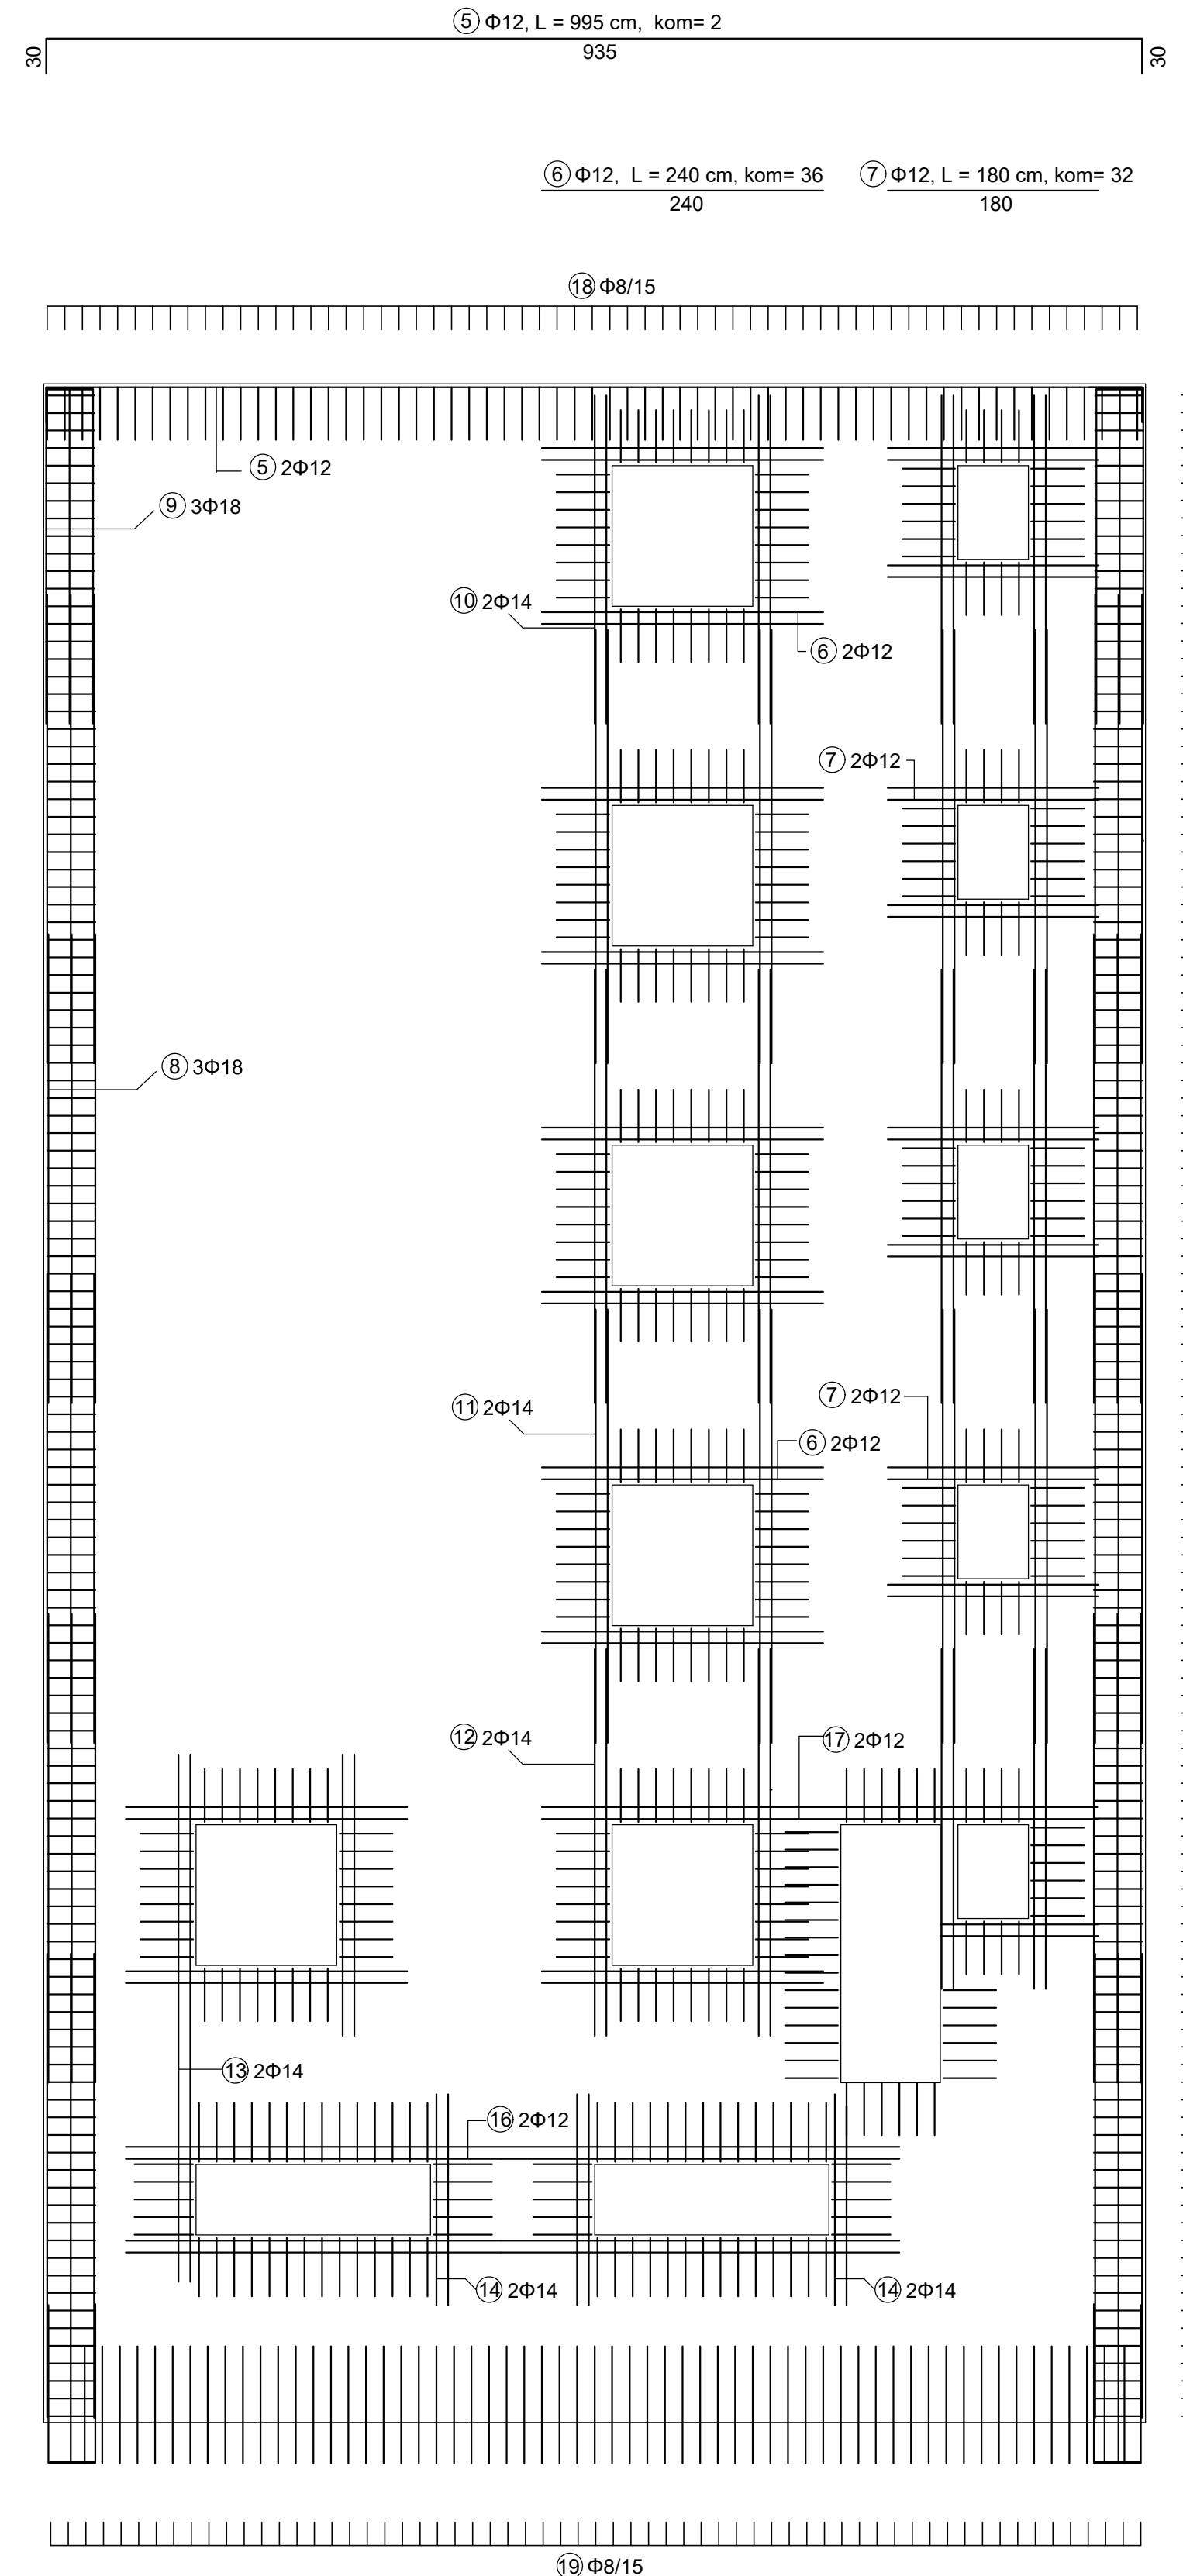 5 Φ12, L = 995 cm, kom= 2
30 935 30
6 Φ12, L = 240 cm, kom= 36
240
7 Φ12, L = 180 cm, kom= 32
180
18 Φ8/15
5 2Φ12
9 3Φ18
10 2Φ14
6 2Φ12
7 2Φ12
8 3Φ18
7 2Φ12
11 2Φ14
6 2Φ12
12 2Φ14
17 2Φ12
13 2Φ14
16 2Φ12
14 2Φ14
14 2Φ14
19 Φ8/15